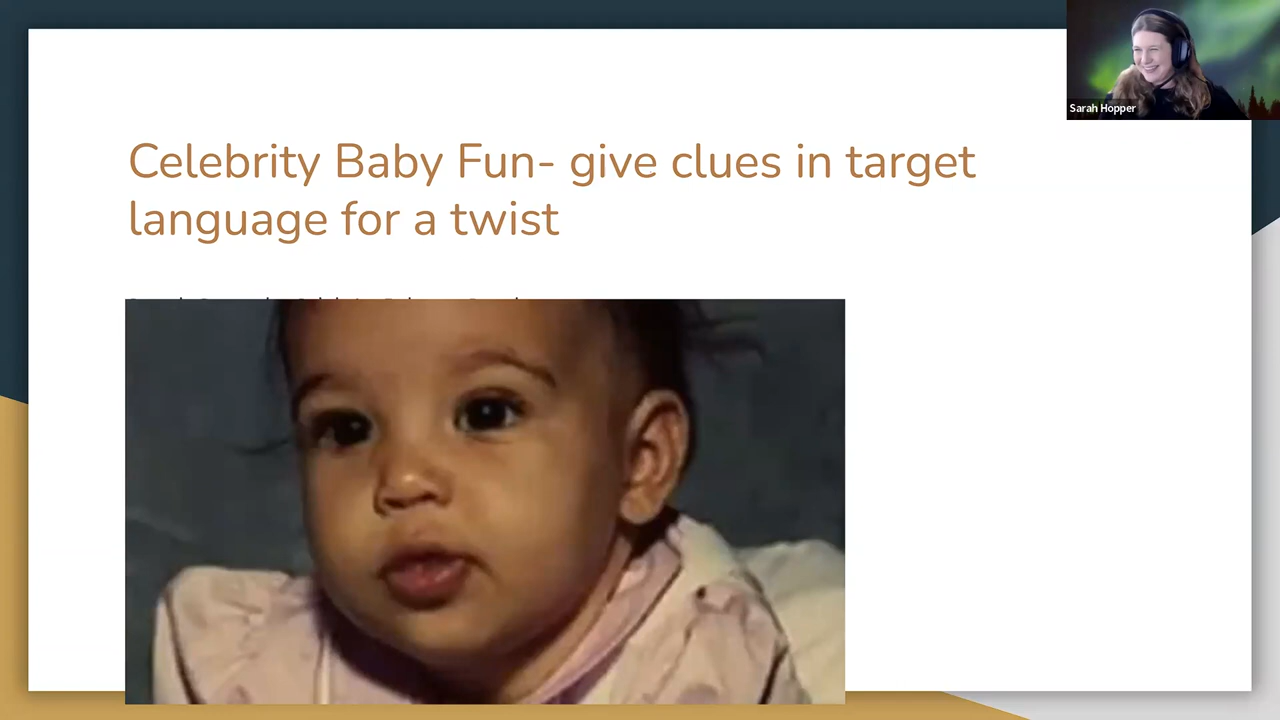 Sarah Hopper
Celebrity Baby Fun- give clues in target
language for a twist